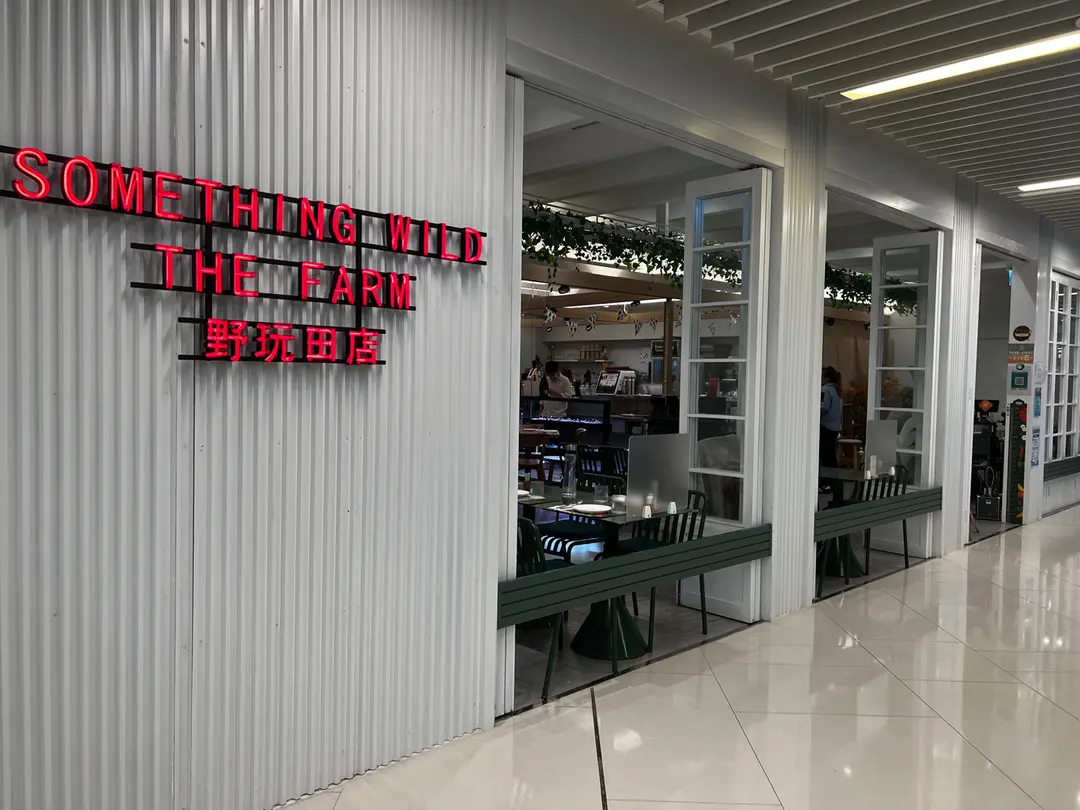 SOMETHING WILD
THE FARM
野玩田店